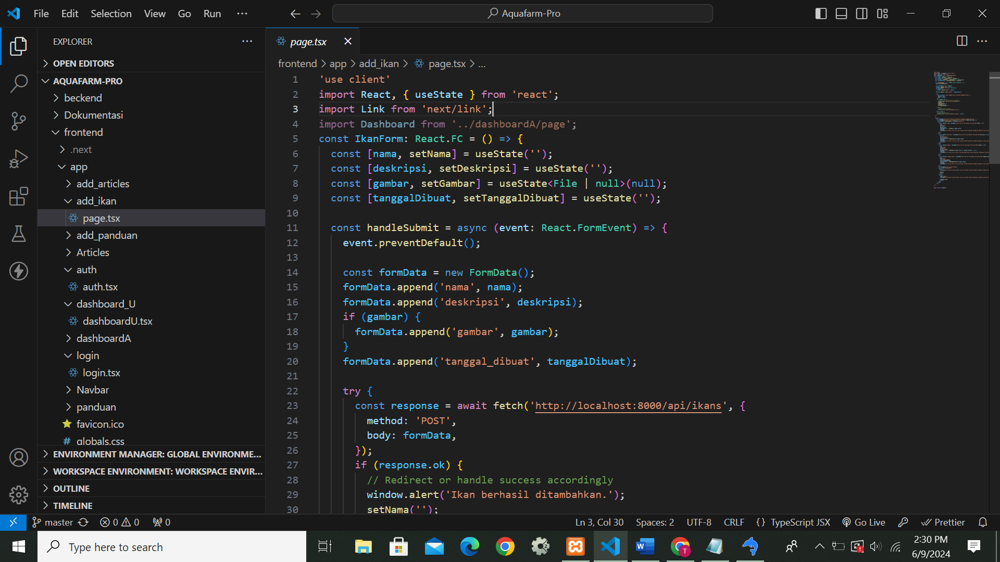 File Edit Selection View Go Run ...
Aquafarm-Pro
EXPLORER
OPEN EDITORS
AQUAFARM-PRO
beckend
Dokumentasi
frontend
.next
app
add_articles
add_ikan
page.tsx
add_panduan
Articles
auth
auth.tsx
dashboard_U
dashboardU.tsx
dashboardA
login
login.tsx
Navbar
panduan
favicon.ico
# globals.css
ENVIRONMENT MANAGER: GLOBAL ENVIRONME...
WORKSPACE ENVIRONMENT: WORKSPACE ENVIR...
OUTLINE
TIMELINE
page.tsx
frontend > app > add_ikan > page.tsx > ...
1 'use client'
2 import React, { useState } from 'react';
3 import Link from 'next/link';
4 import Dashboard from '../dashboardA/page';
5 const IkanForm: React.FC = () => {
6 const [nama, setNama] = useState('');
7 const [deskripsi, setDeskripsi] = useState('');
8 const [gambar, setGambar] = useState<File | null>(null);
9 const [tanggalDibuat, setTanggalDibuat] = useState('');
10
11 const handleSubmit = async (event: React.FormEvent) => {
12 event.preventDefault();
13
14 const formData = new FormData();
15 formData.append('nama', nama);
16 formData.append('deskripsi', deskripsi);
17 if (gambar) {
18 formData.append('gambar', gambar);
19 }
20 formData.append('tanggal_dibuat', tanggalDibuat);
21
22 try {
23 const response = await fetch('http://localhost:8000/api/ikans', {
24 method: 'POST',
25 body: formData,
26 });
27 if (response.ok) {
28 // Redirect or handle success accordingly
29 window.alert('Ikan berhasil ditambahkan.');
30 setNama('');
master 0 0 0
Ln 3, Col 30 Spaces: 2 UTF-8 CRLF {} TypeScript JSX Go Live Prettier
Type here to search
2:30 PM
6/9/2024